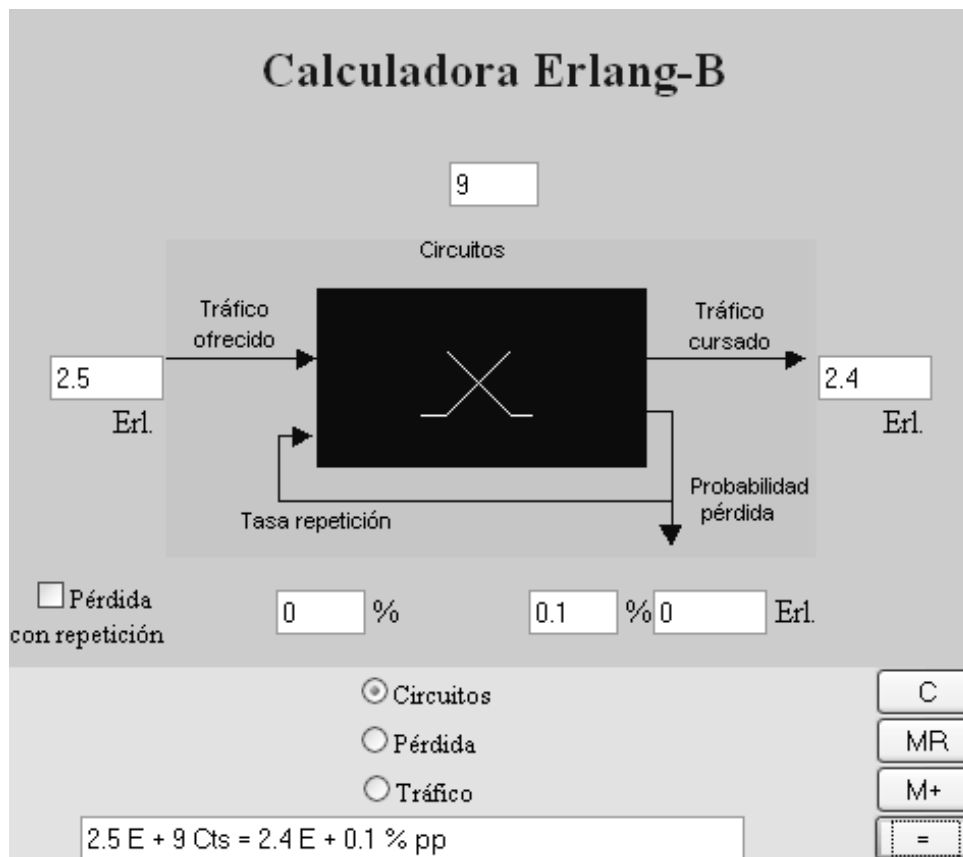 Calculadora Erlang-B
9
Circuitos
Tráfico
ofrecido
Tráfico
cursado
2.5
Erl.
2.4
Erl.
Tasa repetición
Probabilidad
pérdida
Pérdida
con repetición
0 %
0.1 % 0 Erl.
Circuitos
C
Pérdida
MR
Tráfico
M+
2.5 E + 9 Cts = 2.4 E + 0.1 % pp
=